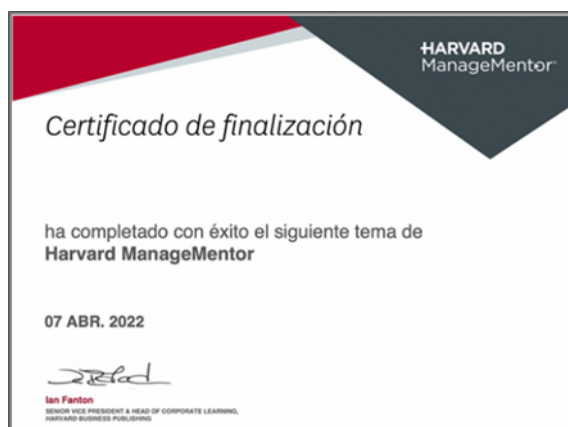 HARVARD
ManageMentor®
Certificado de finalización
ha completado con éxito el siguiente tema de
Harvard ManageMentor
07 ABR. 2022
Ian Fanton
SENIOR VICE PRESIDENT & HEAD OF CORPORATE LEARNING,
HARVARD BUSINESS PUBLISHING